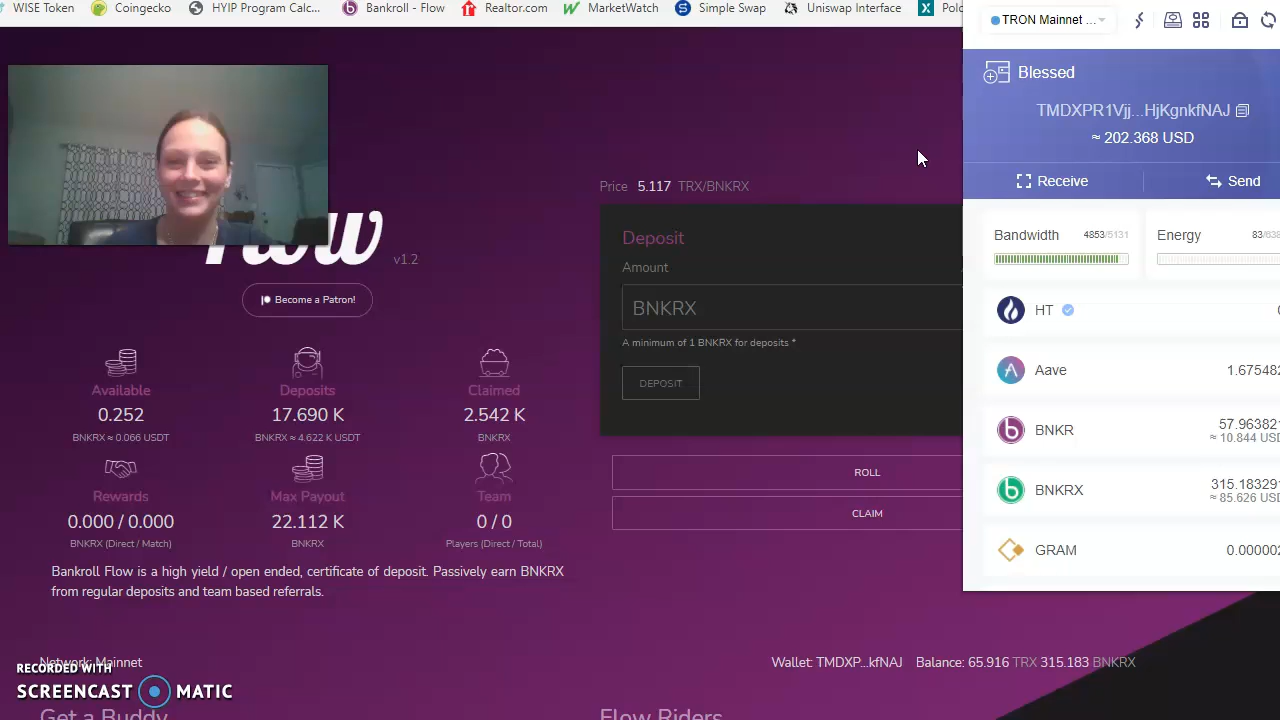 WISE Token Coingecko HYIP Program Calc... Bankroll - Flow Realtor.com MarketWatch Simple Swap Uniswap Interface
TRON Mainnet ...
Blessed
TMDXPR1Vjj...HjKgnkfNAJ
≈ 202.368 USD
Receive Send
Bandwidth 4853/5131 Energy
HT
Aave 1.675482
BNKR 57.963821
≈ 10.844 USD
BNKRX 315.183291
≈ 85.626 USD
GRAM 0.000002
flow v1.2
Become a Patron!
Available Deposits Claimed
0.252 17.690 K 2.542 K
BNKRX ≈ 0.066 USDT BNKRX ≈ 4.622 K USDT BNKRX
Rewards Max Payout Team
0.000 / 0.000 22.112 K 0 / 0
BNKRX (Direct / Match) BNKRX Players (Direct / Total)
Bankroll Flow is a high yield / open ended, certificate of deposit. Passively earn BNKRX
from regular deposits and team based referrals.
Price 5.117 TRX/BNKRX
Deposit
Amount
BNKRX
A minimum of 1 BNKRX for deposits *
DEPOSIT
ROLL
CLAIM
Network: Mainnet
Wallet: TMDXP...kfNAJ Balance: 65.916 TRX 315.183 BNKRX
RECORDED WITH
SCREENCAST MATIC
Get a Buddy
Flow Riders